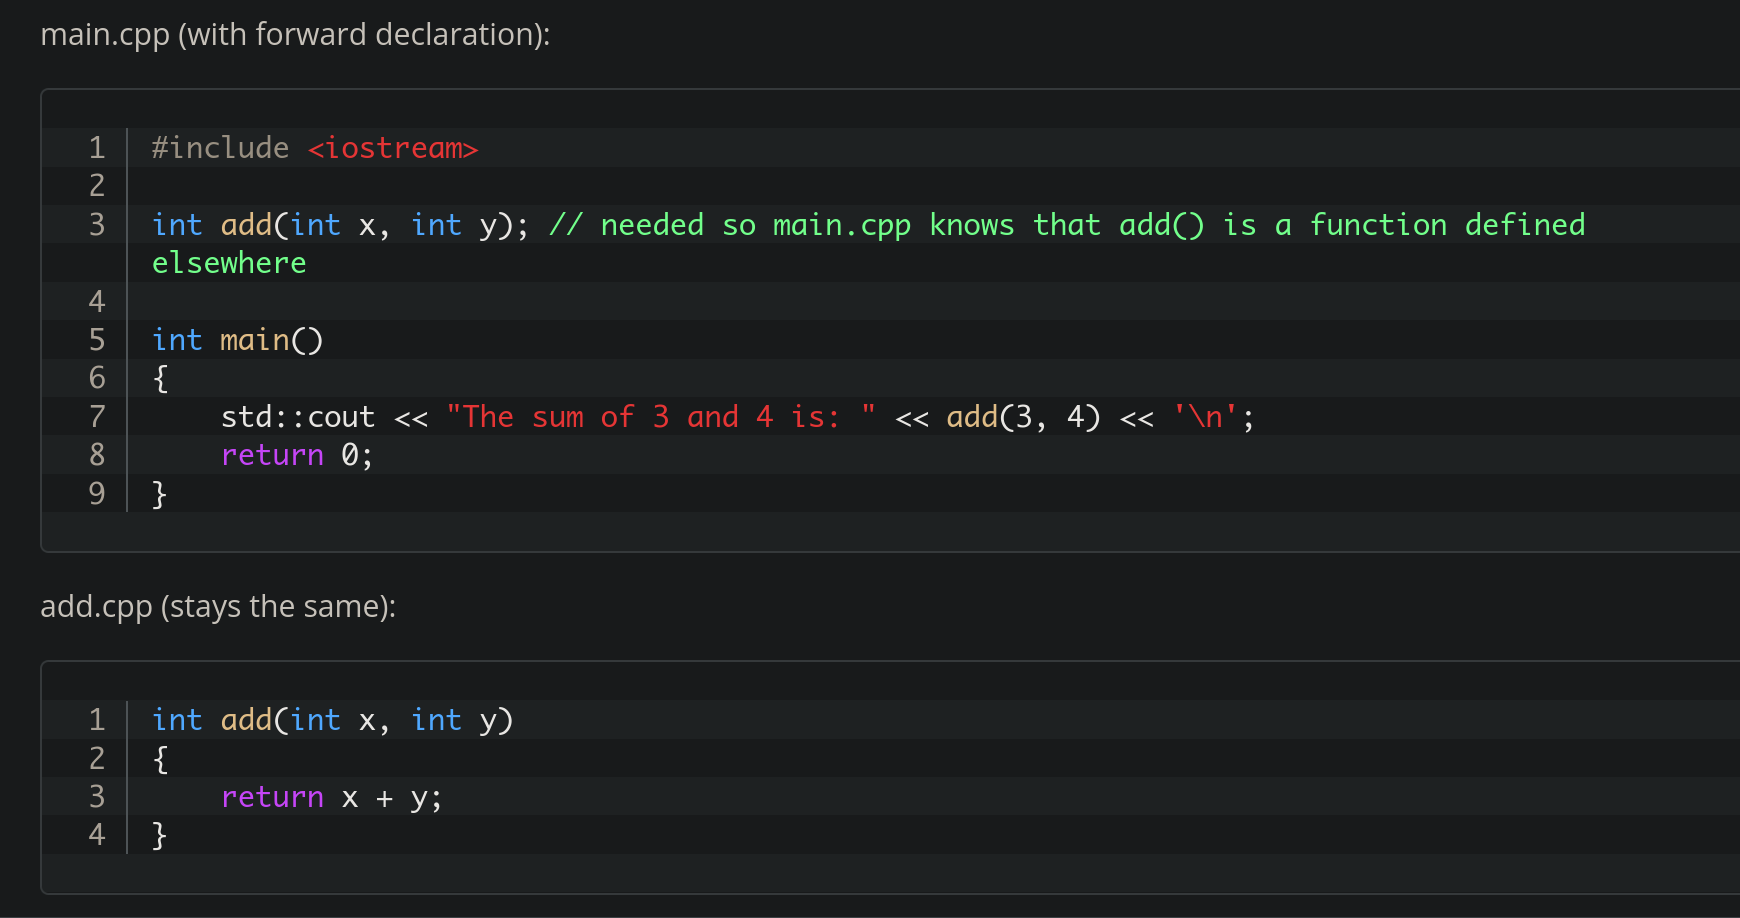 main.cpp (with forward declaration):
1 #include <iostream>
2
3 int add(int x, int y); // needed so main.cpp knows that add() is a function defined
elsewhere
4
5 int main()
6 {
7     std::cout << "The sum of 3 and 4 is: " << add(3, 4) << '\n';
8     return 0;
9 }
add.cpp (stays the same):
1 int add(int x, int y)
2 {
3     return x + y;
4 }